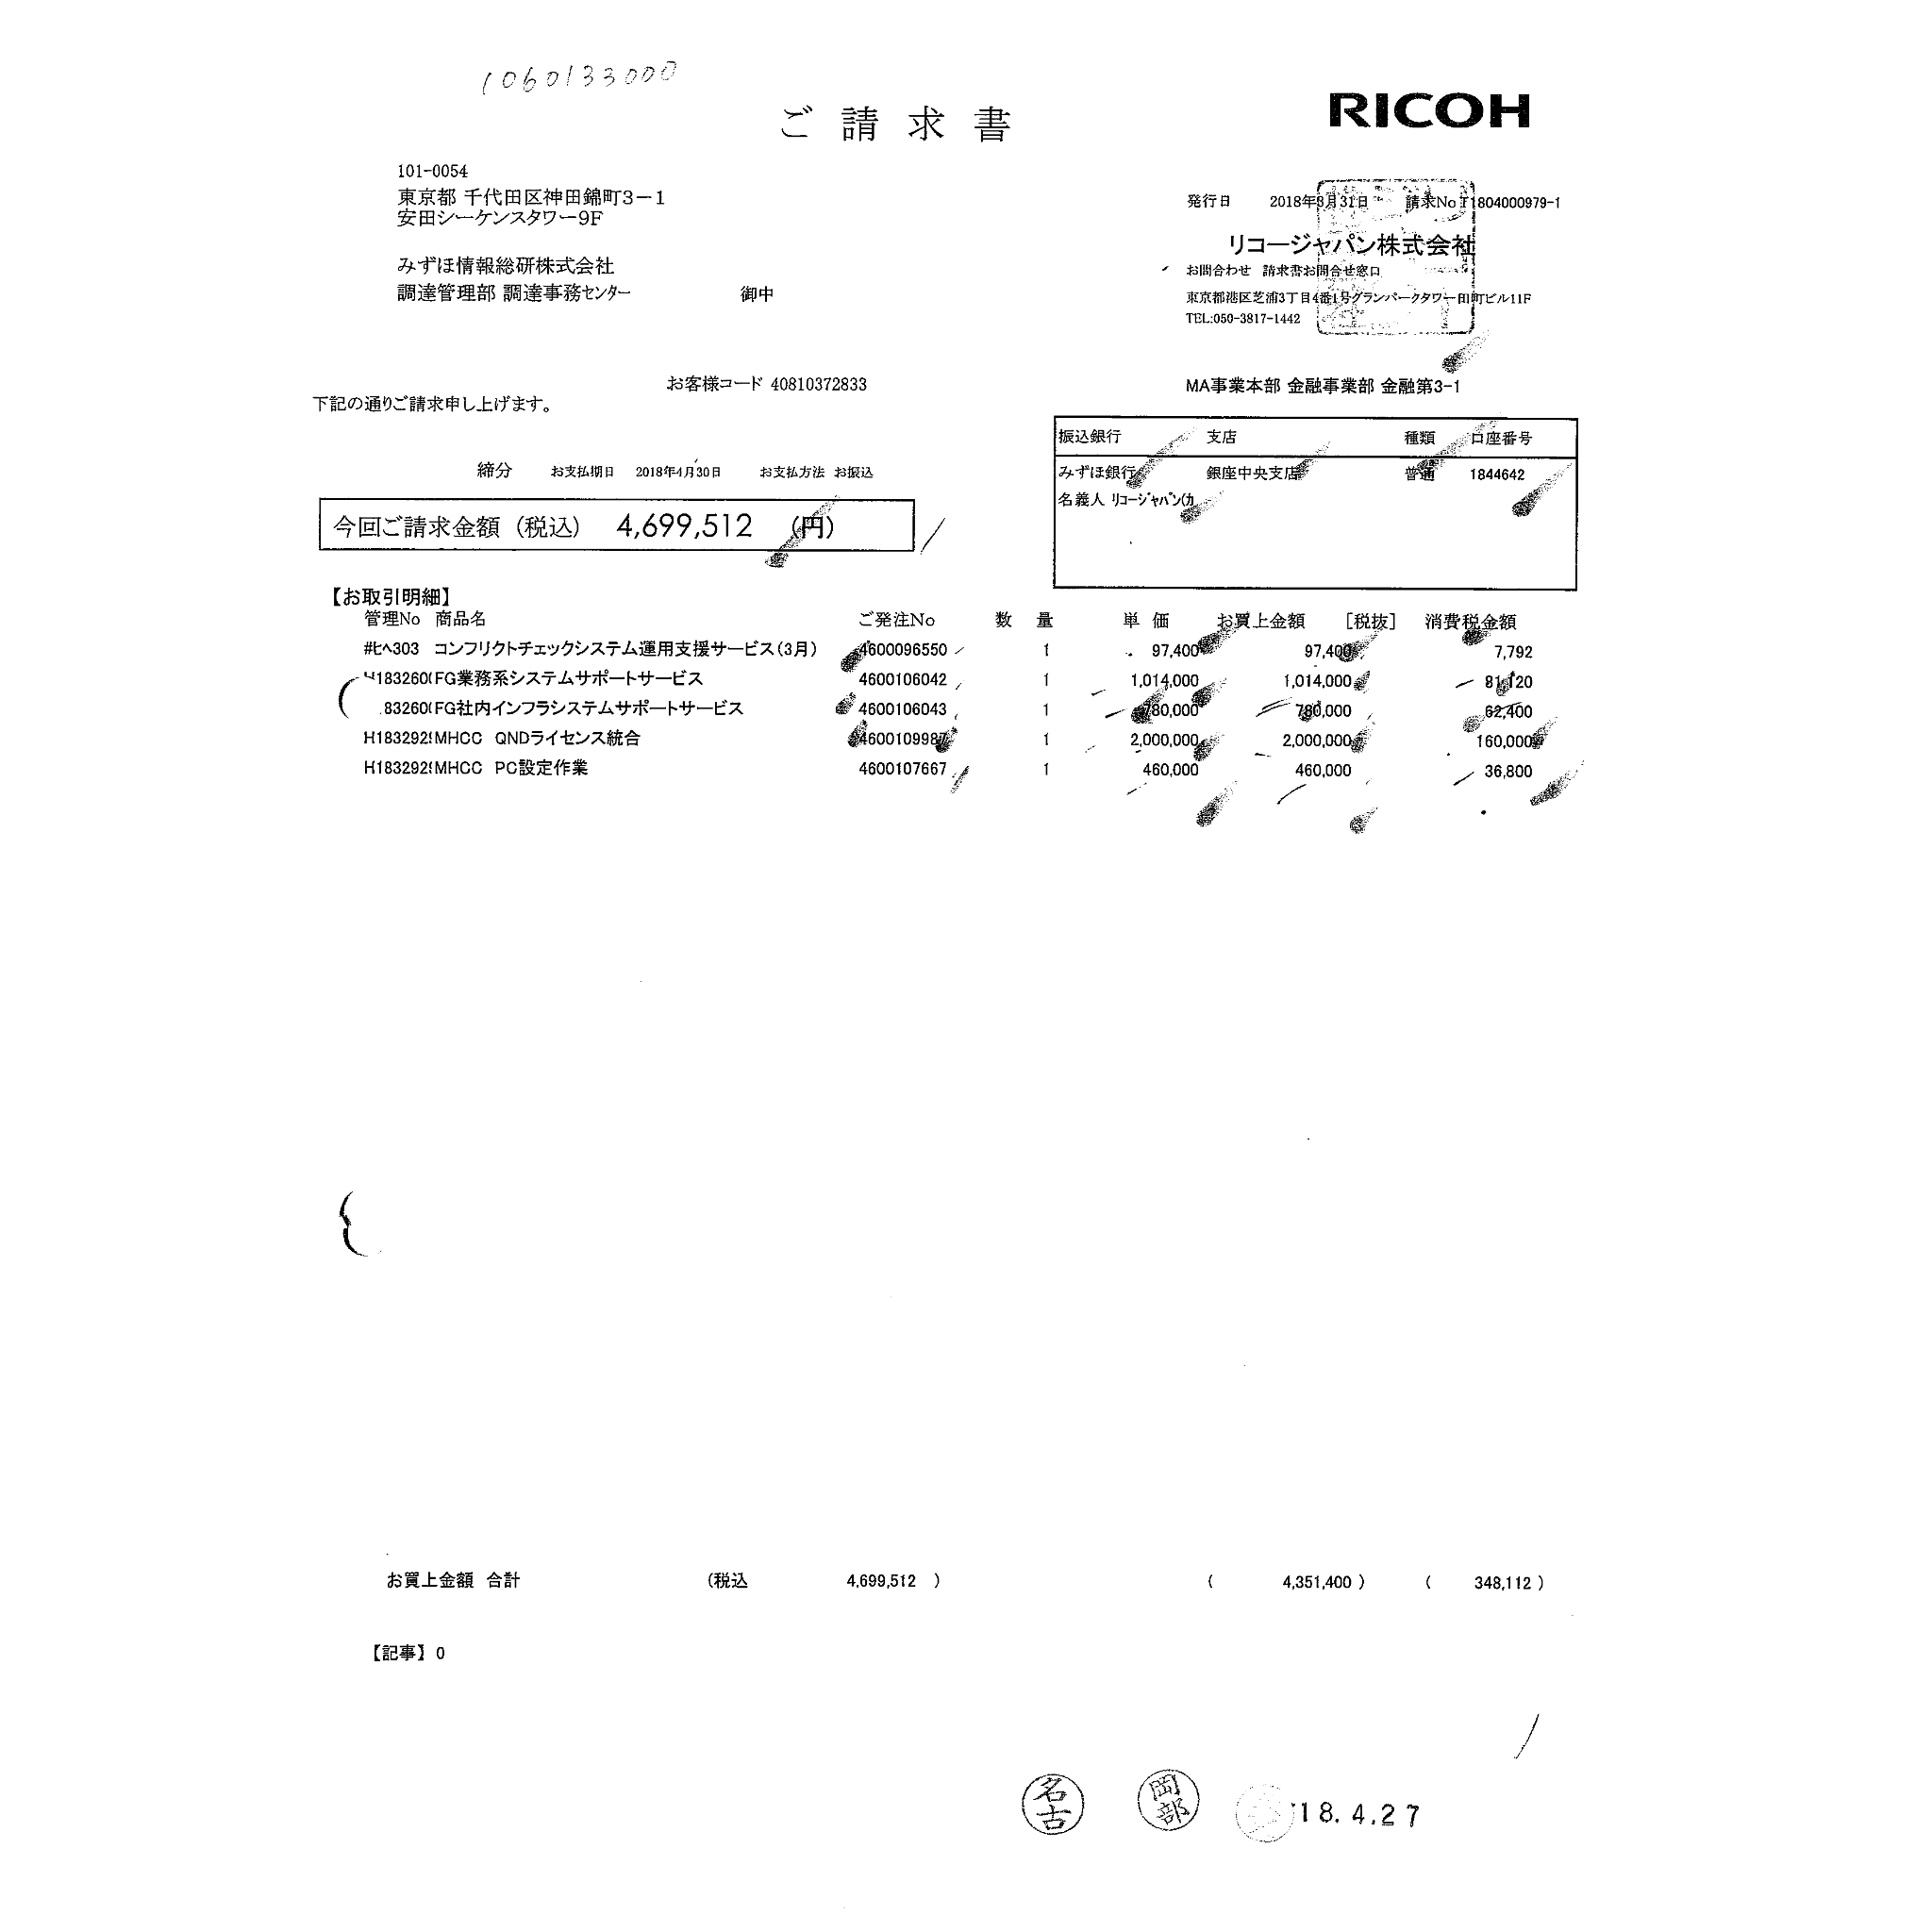 1060133000
ご請求書
RICOH
101-0054
東京都 千代田区神田錦町3－1
安田シーケンスタワー9F
みずほ情報総研株式会社
調達管理部 調達事務センター 御中
発行日 2018年3月31日 請求No T1804000979-1
リコージャパン株式会社
お問合わせ 請求書お問合せ窓口
東京都港区芝浦3丁目4番1号グランパークタワー田町ビル11F
TEL:050-3817-1442
お客様コード 40810372833
MA事業本部 金融事業部 金融第3-1
下記の通りご請求申し上げます。
振込銀行 支店 種類 口座番号
みずほ銀行 銀座中央支店 普通 1844642
名義人 リコージャパン(カ
締分 お支払期日 2018年4月30日 お支払方法 お振込
今回ご請求金額（税込） 4,699,512 （円）
【お取引明細】
管理No 商品名 ご発注No 数 量 単 価 お買上金額 [税抜] 消費税金額
#ヒヘ303 コンフリクトチェックシステム運用支援サービス(3月) 4600096550 1 97,400 97,400 7,792
H183260(FG業務系システムサポートサービス 4600106042 1 1,014,000 1,014,000 81,120
83260(FG社内インフラシステムサポートサービス 4600106043 1 780,000 780,000 62,400
H183292(MHCC QNDライセンス統合 4600109987 1 2,000,000 2,000,000 160,000
H183292(MHCC PC設定作業 4600107667 1 460,000 460,000 36,800
お買上金額 合計 (税込 4,699,512 ) ( 4,351,400 ) ( 348,112 )
【記事】0
名古 岡部 '18.4.27